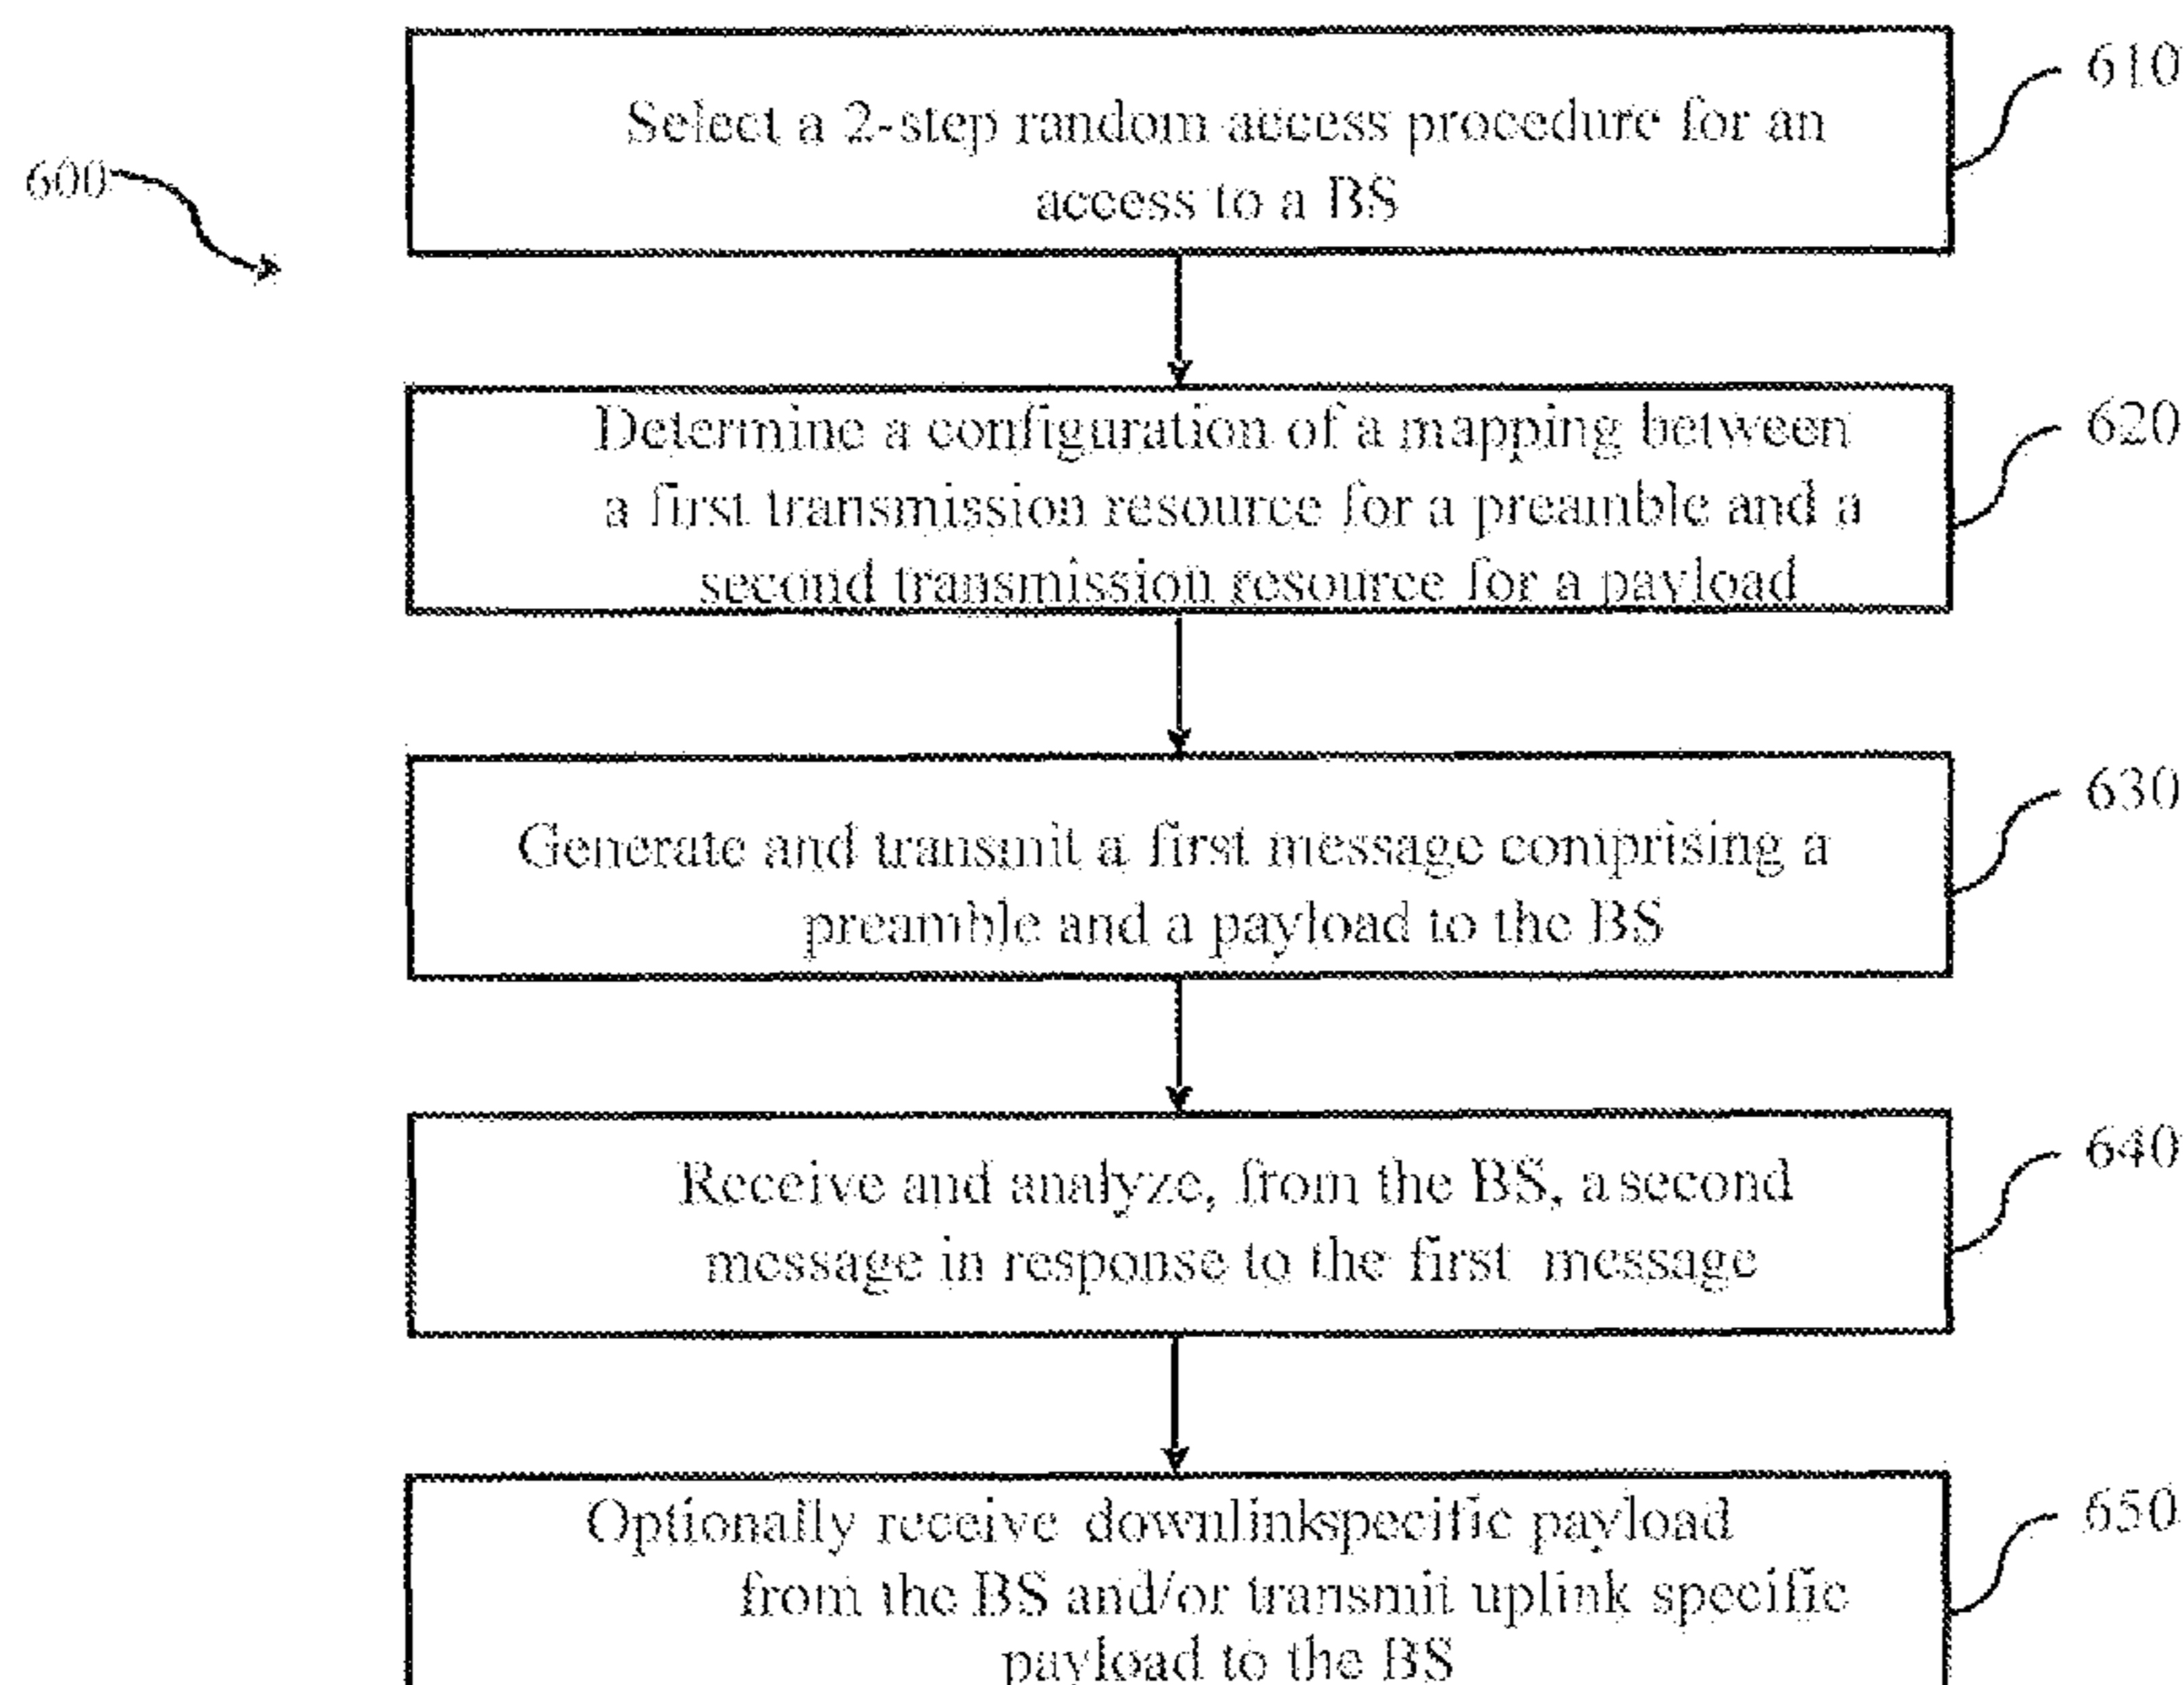 610
Select a 2-step random access procedure for an
access to a BS
600
620
Determine a configuration of a mapping between
a first transmission resource for a preamble and a
second transmission resource for a payload
630
Generate and transmit a first message comprising a
preamble and a payload to the BS
640
Receive and analyze, from the BS, a second
message in response to the first message
650
Optionally receive downlinkspecific payload
from the BS and/or transmit uplink specific
payload to the BS